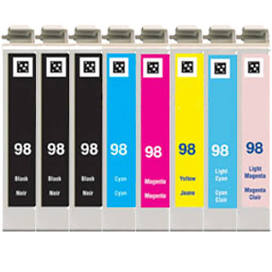 98
Black
Noir
98
Black
Noir
98
Black
Noir
98
Cyan
Cyan
98
Magenta
Magenta
98
Yellow
Jaune
98
Light
Cyan
Cyan
Clair
98
Light
Magenta
Magenta
Clair